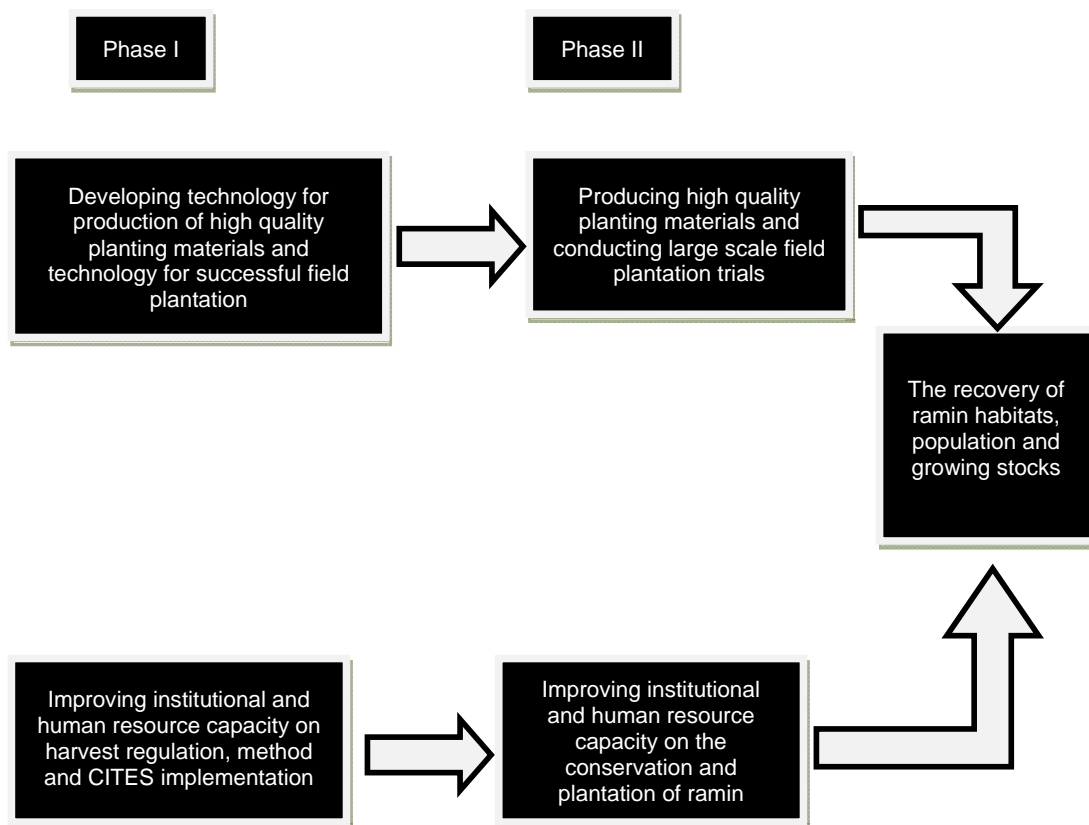 Phase I
Phase II
Developing technology for
production of high quality
planting materials and
technology for successful field
plantation
Producing high quality
planting materials and
conducting large scale field
plantation trials
The recovery of
ramin habitats,
population and
growing stocks
Improving institutional and
human resource capacity on
harvest regulation, method
and CITES implementation
Improving institutional
and human resource
capacity on the
conservation and
plantation of ramin